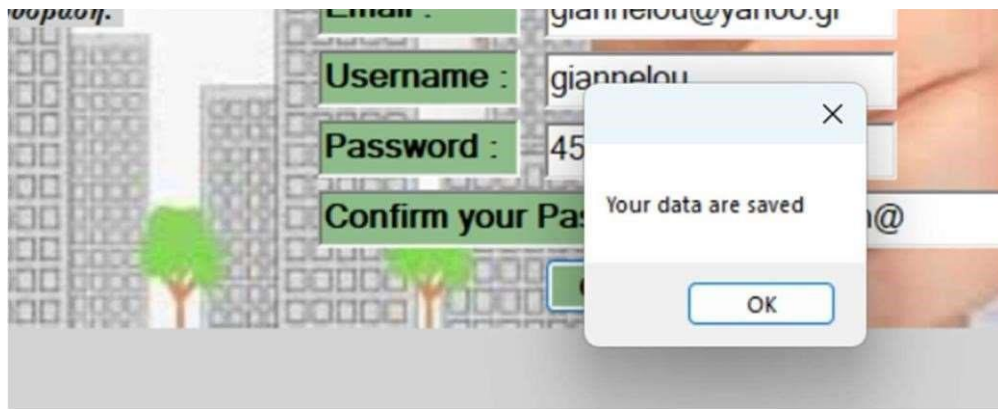 Email : giannelou@yahoo.gr
Username : giannelou
Password : 45
Confirm your Pas @
Your data are saved
OK